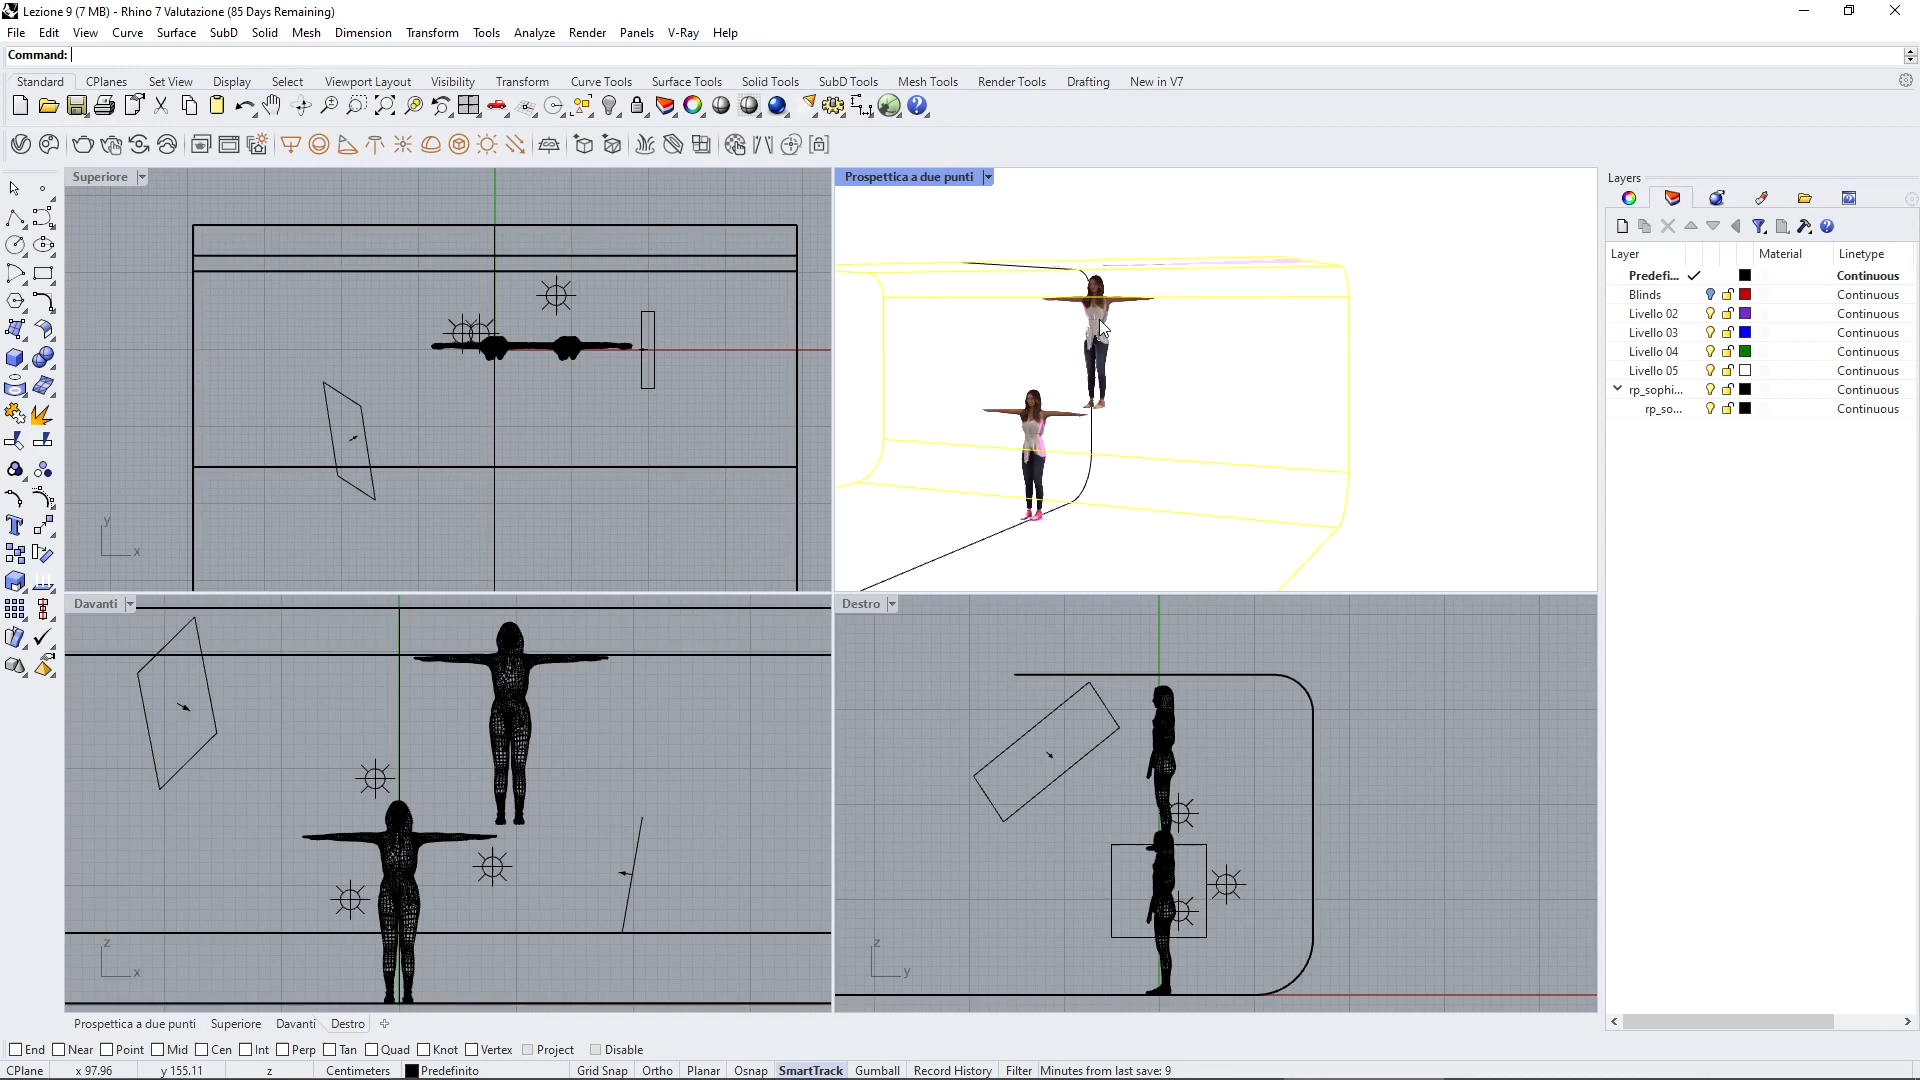 Lezione 9 (7 MB) - Rhino 7 Valutazione (85 Days Remaining)
File Edit View Curve Surface SubD Solid Mesh Dimension Transform Tools Analyze Render Panels V-Ray Help
Command:
Standard CPlanes Set View Display Select Viewport Layout Visibility Transform Curve Tools Surface Tools Solid Tools SubD Tools Mesh Tools Render Tools Drafting New in V7
Superiore
Prospettica a due punti
y
x
Davanti
z
x
Destro
z
y
Layers
Layer Material Linetype
Predefi... Continuous
Blinds Continuous
Livello 02 Continuous
Livello 03 Continuous
Livello 04 Continuous
Livello 05 Continuous
rp_sophi... Continuous
rp_so... Continuous
Prospettica a due punti Superiore Davanti Destro
End Near Point Mid Cen Int Perp Tan Quad Knot Vertex Project Disable
CPlane x 97.96 y 155.11 z Centimeters Predefinito Grid Snap Ortho Planar Osnap SmartTrack Gumball Record History Filter Minutes from last save: 9